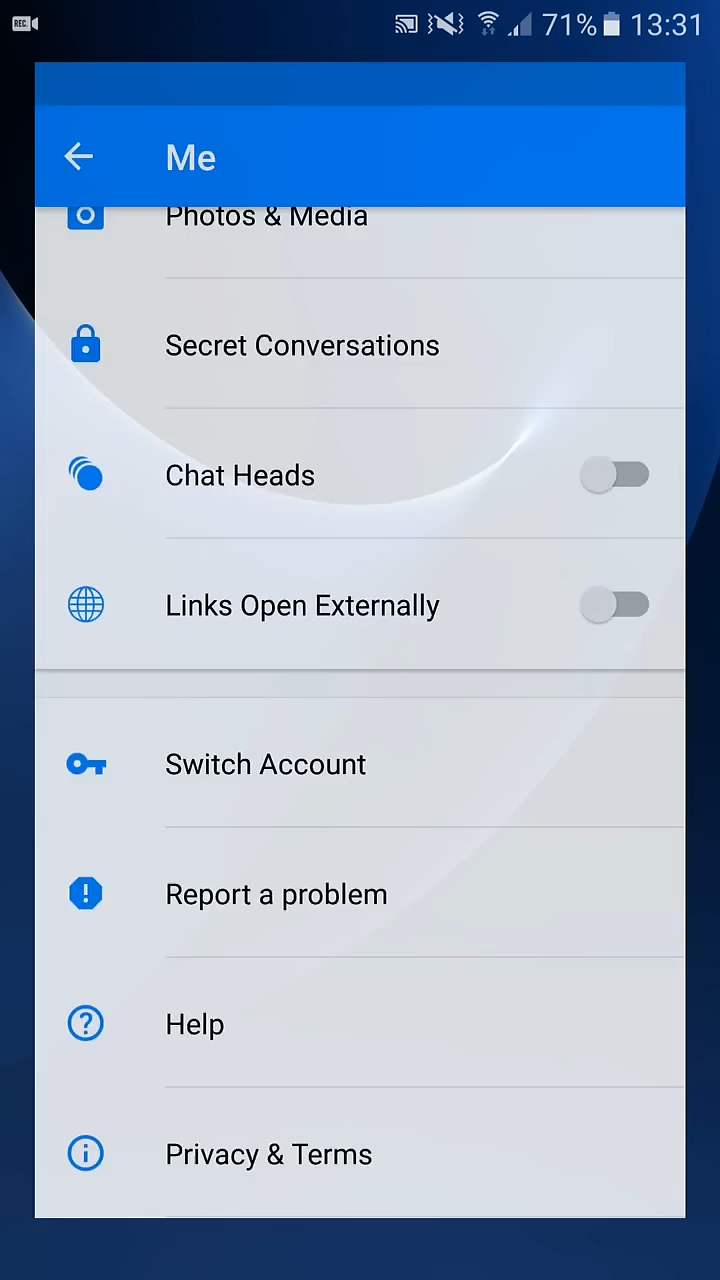 REC. 71% 13:31
Me
Photos & Media
Secret Conversations
Chat Heads
Links Open Externally
Switch Account
Report a problem
Help
Privacy & Terms